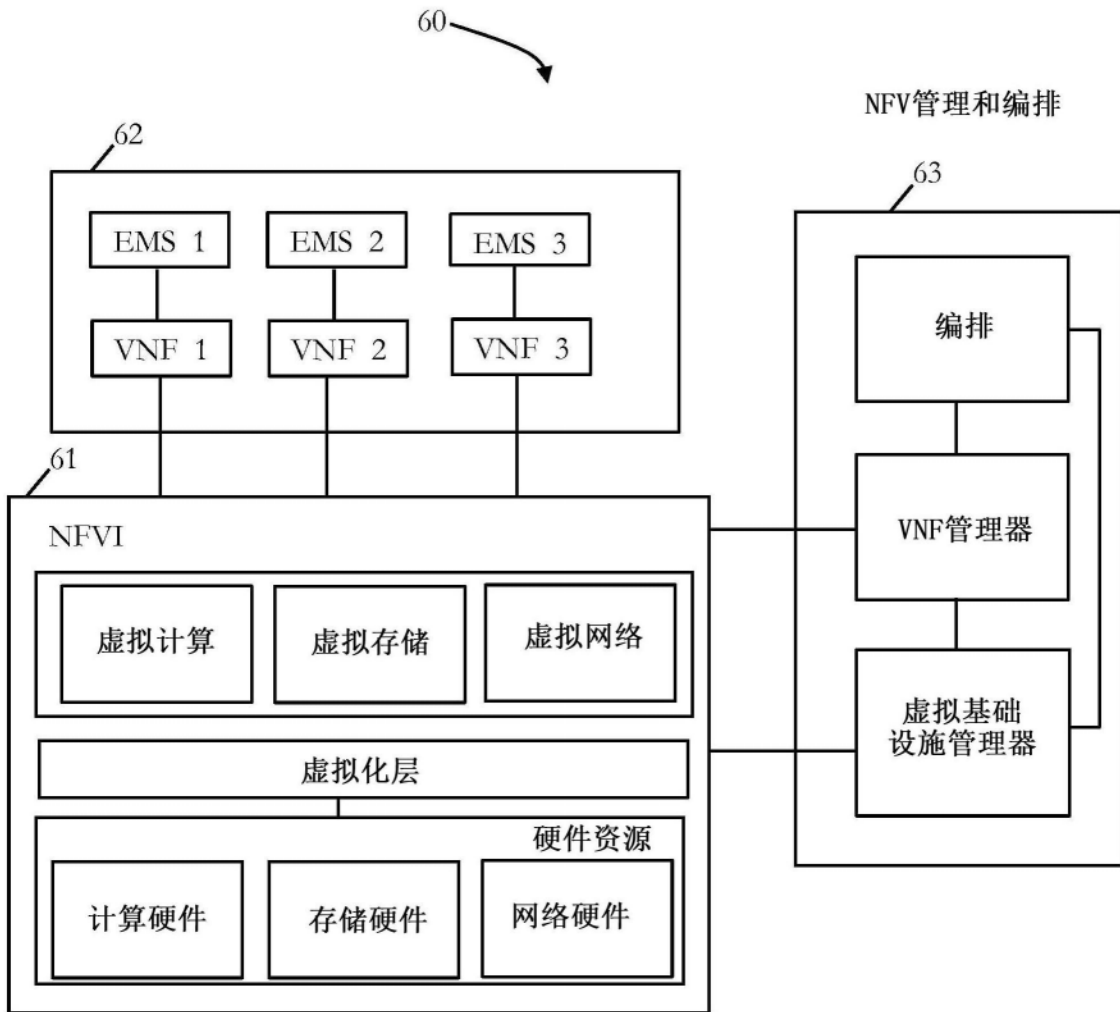 60
NFV管理和编排
62
63
EMS 1
EMS 2
EMS 3
VNF 1
VNF 2
VNF 3
编排
VNF管理器
虚拟基础
设施管理器
61
NFVI
虚拟计算
虚拟存储
虚拟网络
虚拟化层
硬件资源
计算硬件
存储硬件
网络硬件